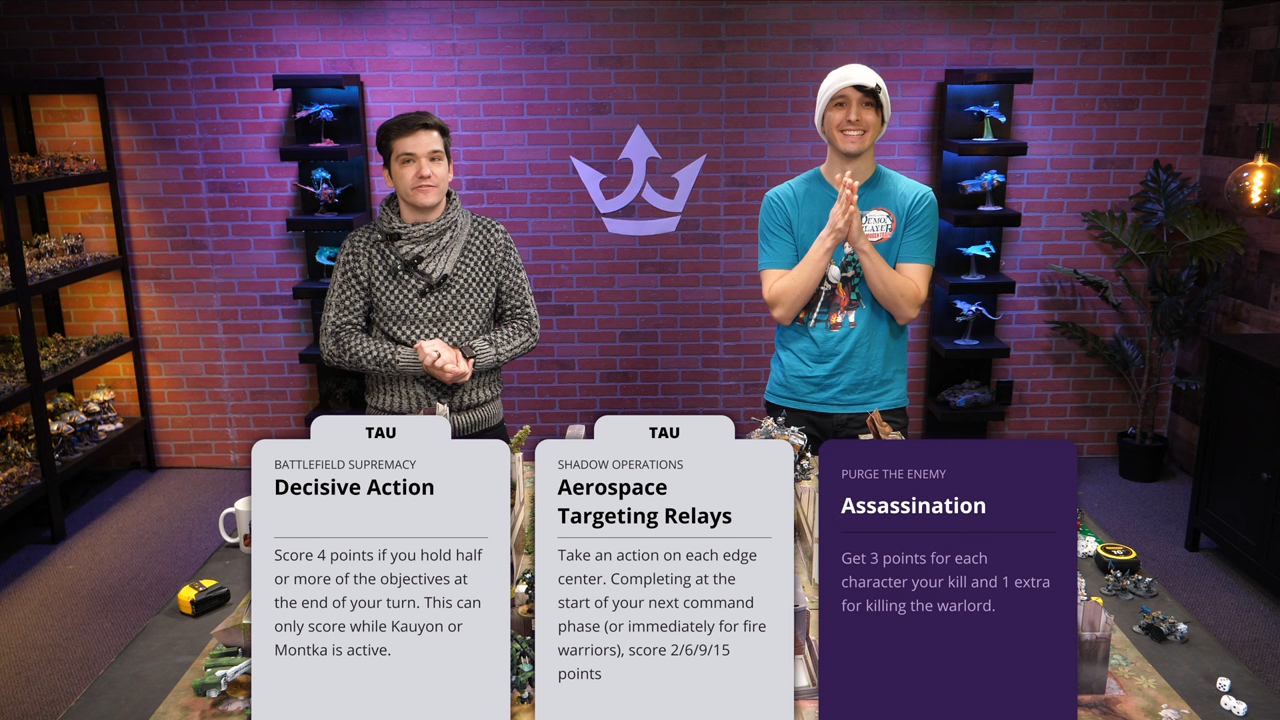 TAU
BATTLEFIELD SUPREMACY
Decisive Action
Score 4 points if you hold half
or more of the objectives at
the end of your turn. This can
only score while Kauyon or
Montka is active.
TAU
SHADOW OPERATIONS
Aerospace
Targeting Relays
Take an action on each edge
center. Completing at the
start of your next command
phase (or immediately for fire
warriors), score 2/6/9/15
points
PURGE THE ENEMY
Assassination
Get 3 points for each
character your kill and 1 extra
for killing the warlord.